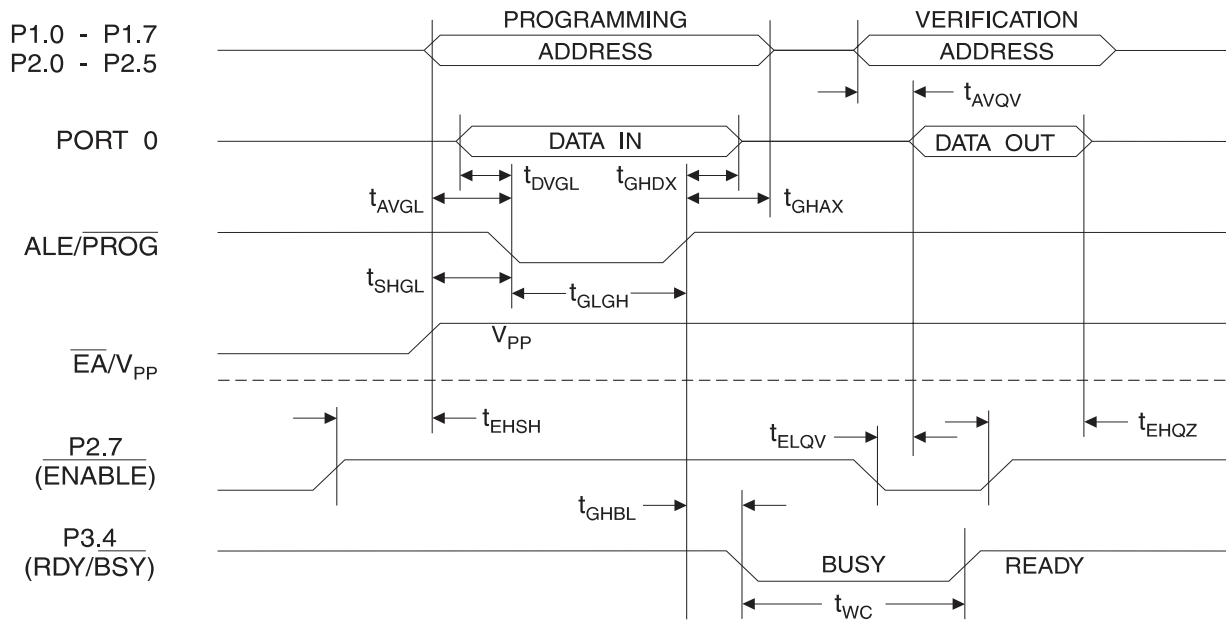 PROGRAMMING VERIFICATION
P1.0 - P1.7
P2.0 - P2.5
ADDRESS ADDRESS
tAVQV
PORT 0 DATA IN DATA OUT
tDVGL tGHDX
tAVGL tGHAX
ALE/PROG
tSHGL tGLGH
VPP
EA/VPP
tEHSH tELQV tEHQZ
P2.7
(ENABLE)
tGHBL
P3.4
(RDY/BSY) BUSY READY
tWC